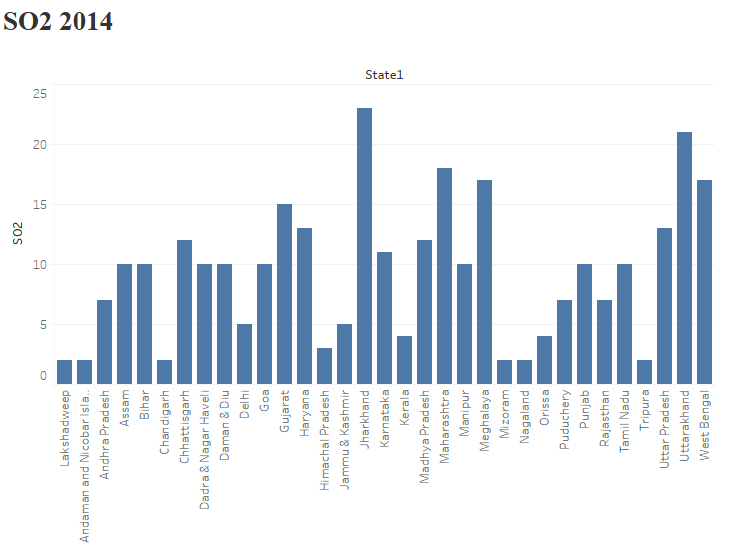 SO2 2014
State1
25
20
15
10
5
0
SO2
Lakshadweep
Andaman and Nicobar Isla..
Andhra Pradesh
Assam
Bihar
Chandigarh
Chhattisgarh
Dadra & Nagar Haveli
Daman & Diu
Delhi
Goa
Gujarat
Haryana
Himachal Pradesh
Jammu & Kashmir
Jharkhand
Karnataka
Kerala
Madhya Pradesh
Maharashtra
Manipur
Meghalaya
Mizoram
Nagaland
Orissa
Puduchery
Punjab
Rajasthan
Tamil Nadu
Tripura
Uttar Pradesh
Uttarakhand
West Bengal